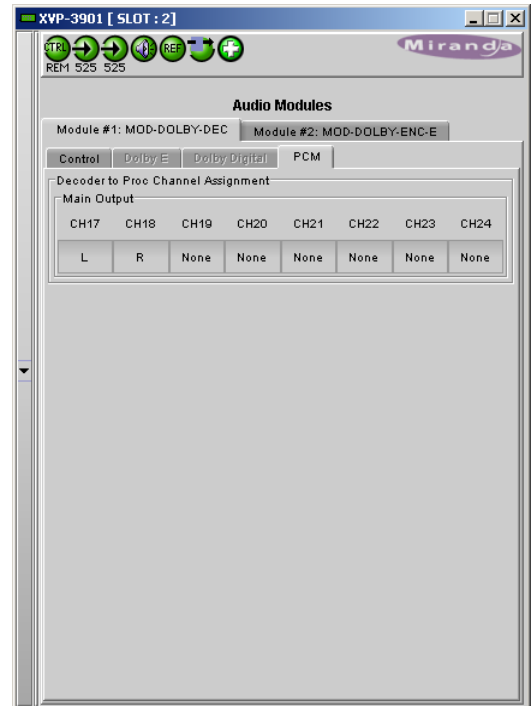 XVP-3901 [ SLOT : 2]
CTRL REF Miranda
REM 525 525
Audio Modules
Module #1: MOD-DOLBY-DEC Module #2: MOD-DOLBY-ENC-E
Control Dolby E Dolby Digital PCM
Decoder to Proc Channel Assignment
Main Output
CH17 CH18 CH19 CH20 CH21 CH22 CH23 CH24
L R None None None None None None